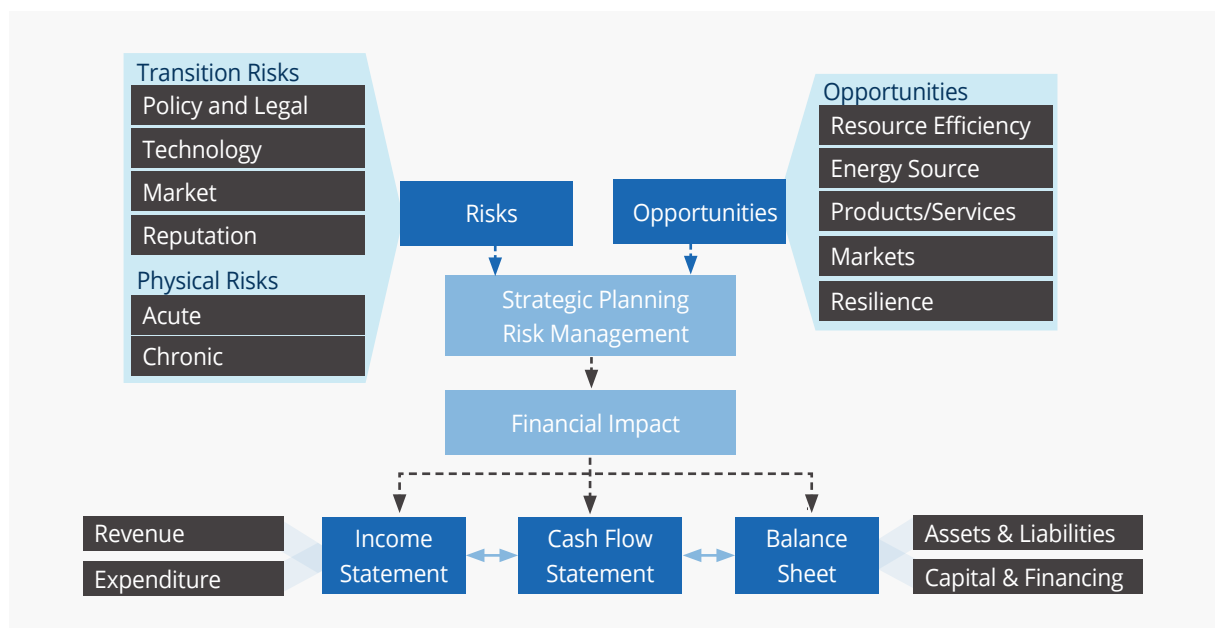 Transition Risks
Policy and Legal
Technology
Market
Reputation
Physical Risks
Acute
Chronic
Risks
Opportunities
Opportunities
Resource Efficiency
Energy Source
Products/Services
Markets
Resilience
Strategic Planning
Risk Management
Financial Impact
Revenue
Expenditure
Income
Statement
Cash Flow
Statement
Balance
Sheet
Assets & Liabilities
Capital & Financing